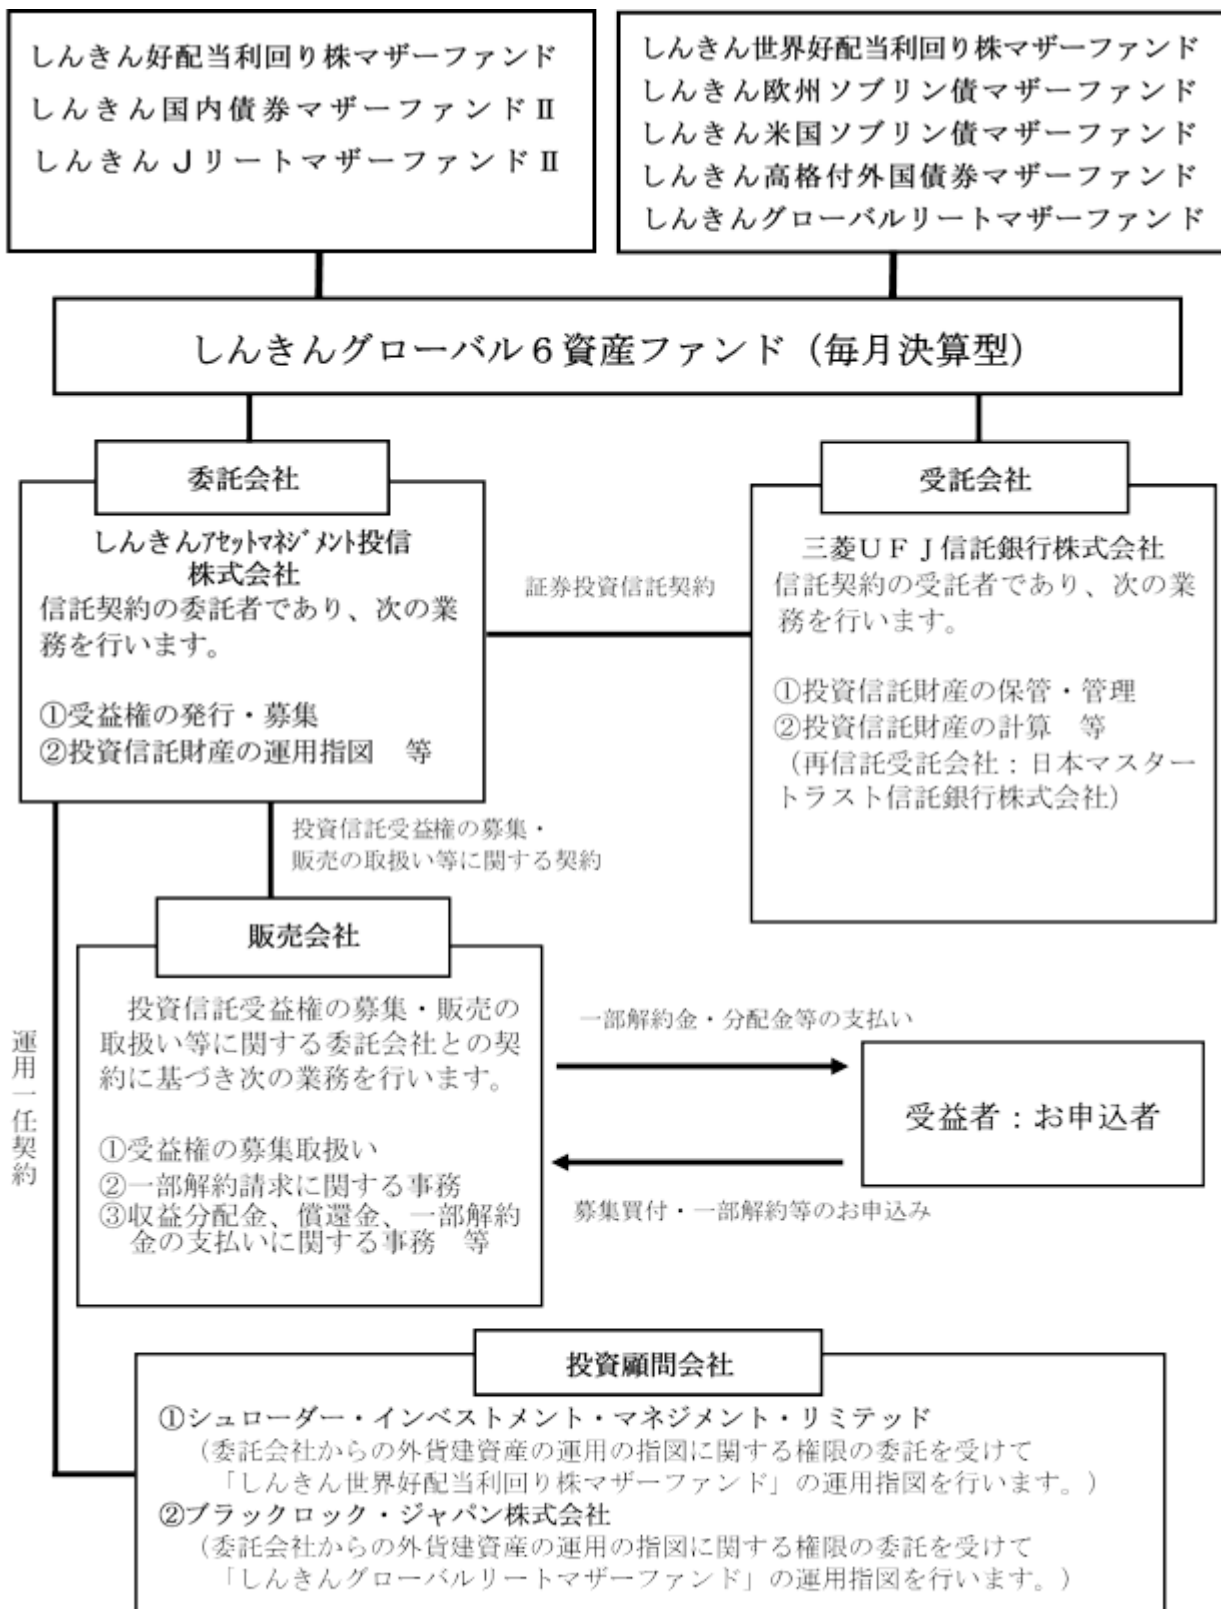 しんきん好配当利回り株マザーファンド
しんきん国内債券マザーファンドⅡ
しんきんＪリートマザーファンドⅡ
しんきん世界好配当利回り株マザーファンド
しんきん欧州ソブリン債マザーファンド
しんきん米国ソブリン債マザーファンド
しんきん高格付外国債券マザーファンド
しんきんグローバルリートマザーファンド
しんきんグローバル６資産ファンド（毎月決算型）
委託会社
しんきんｱｾｯﾄﾏﾈｼﾞﾒﾝﾄ投信
株式会社
信託契約の委託者であり、次の業
務を行います。
①受益権の発行・募集
②投資信託財産の運用指図　等
証券投資信託契約
受託会社
三菱ＵＦＪ信託銀行株式会社
信託契約の受託者であり、次の業
務を行います。
①投資信託財産の保管・管理
②投資信託財産の計算　等
（再信託受託会社：日本マスター
トラスト信託銀行株式会社）
投資信託受益権の募集・
販売の取扱い等に関する契約
販売会社
投資信託受益権の募集・販売の
取扱い等に関する委託会社との契
約に基づき次の業務を行います。
①受益権の募集取扱い
②一部解約請求に関する事務
③収益分配金、償還金、一部解約
金の支払いに関する事務　等
一部解約金・分配金等の支払い
受益者：お申込者
募集買付・一部解約等のお申込み
運用一任契約
投資顧問会社
①シュローダー・インベストメント・マネジメント・リミテッド
（委託会社からの外貨建資産の運用の指図に関する権限の委託を受けて
「しんきん世界好配当利回り株マザーファンド」の運用指図を行います。）
②ブラックロック・ジャパン株式会社
（委託会社からの外貨建資産の運用の指図に関する権限の委託を受けて
「しんきんグローバルリートマザーファンド」の運用指図を行います。）